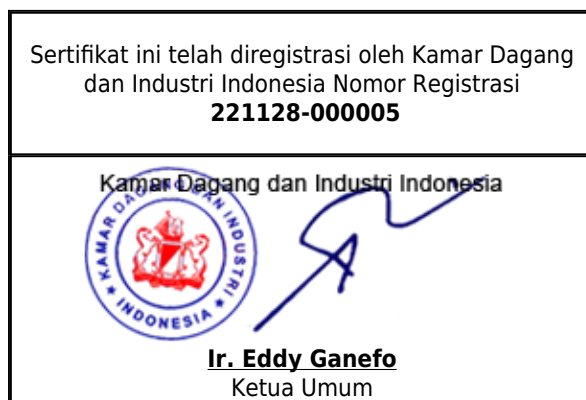 Sertifikat ini telah diregistrasi oleh Kamar Dagang
dan Industri Indonesia Nomor Registrasi
221128-000005
Kamar Dagang dan Industri Indonesia
KAMAR DAGANG DAN INDUSTRI
INDONESIA
Ir. Eddy Ganefo
Ketua Umum